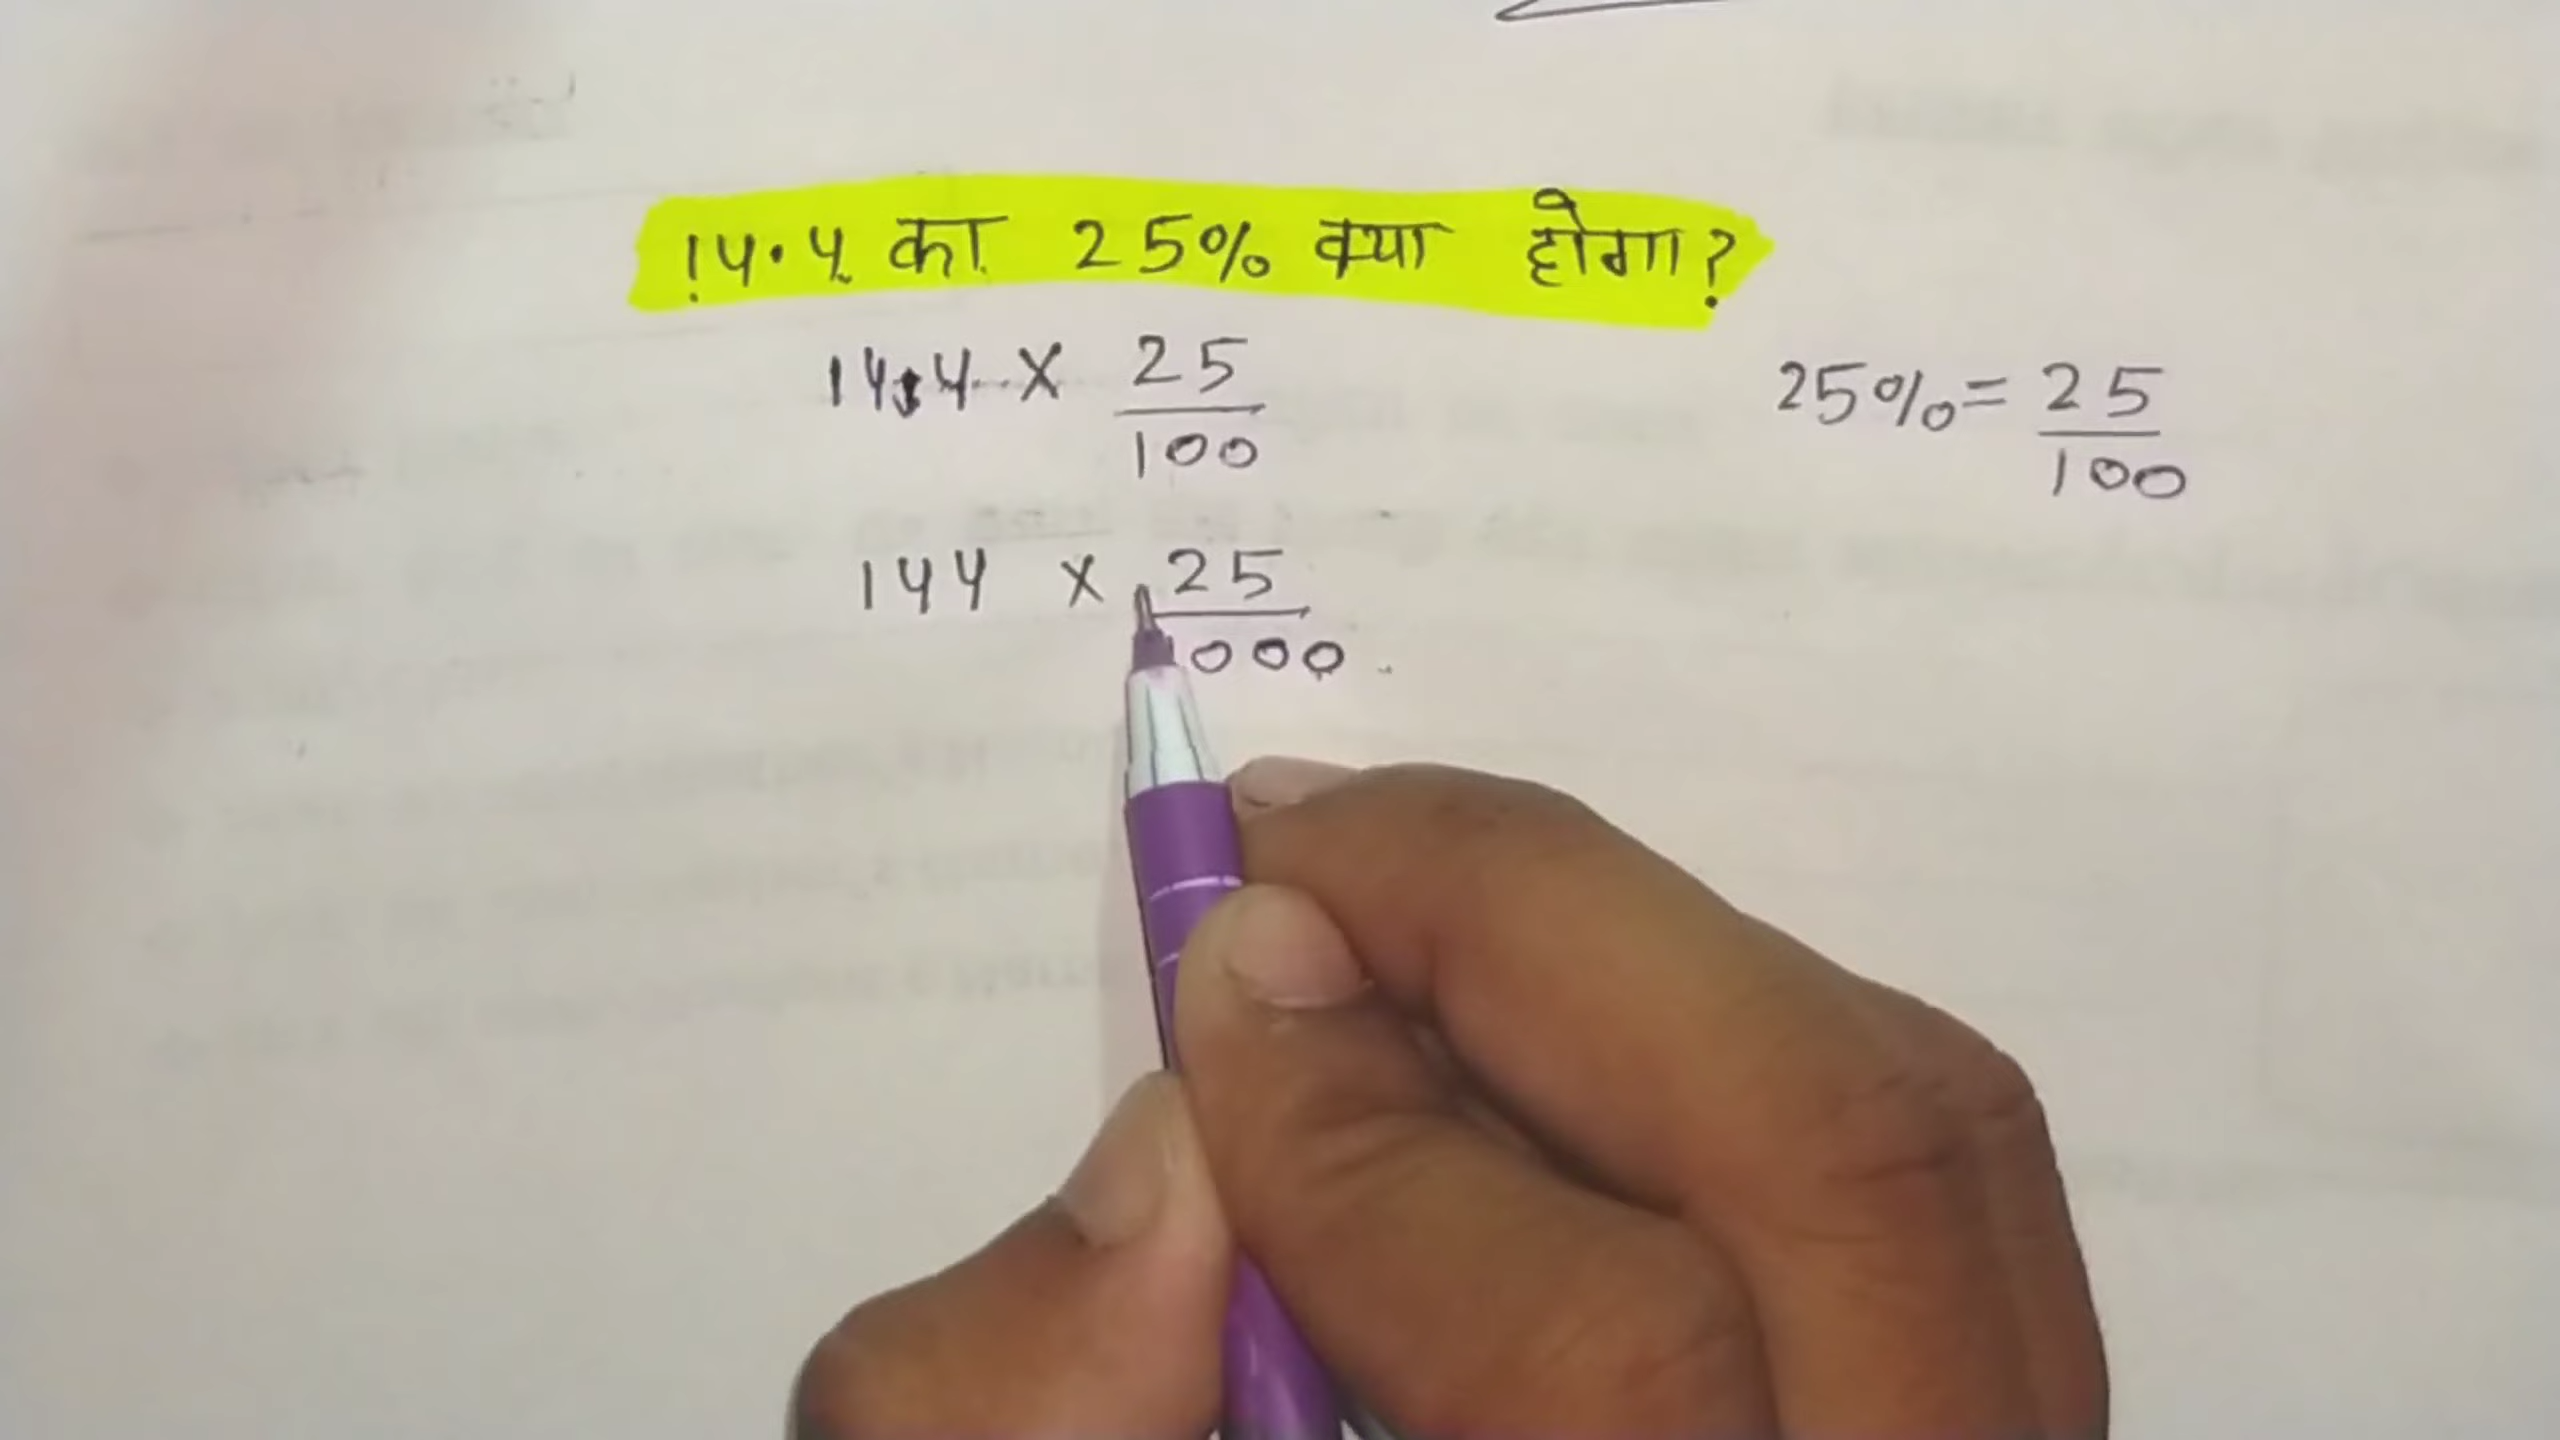 14.4 का 25% क्या होगा?
14.4 x 25/100
25% = 25/100
144 x 25/1000